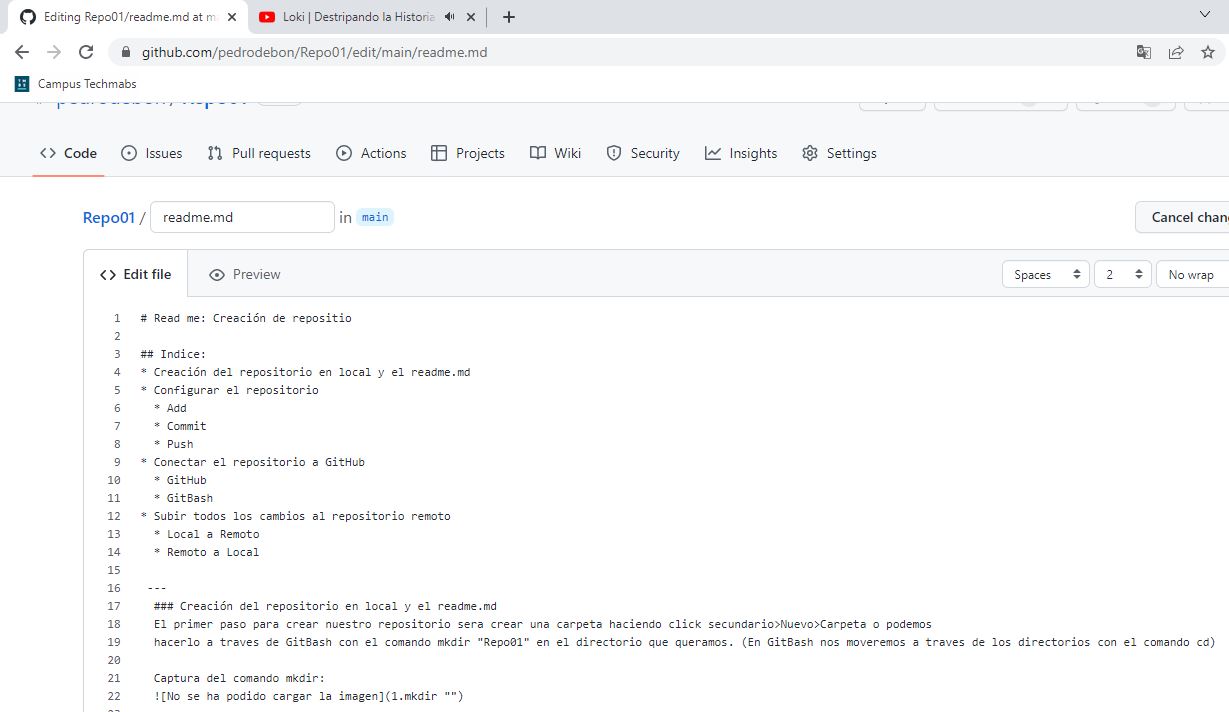 Editing Repo01/readme.md at m
Loki | Destripando la Historia
github.com/pedrodebon/Repo01/edit/main/readme.md
Campus Techmabs
pedrodebon/ Repo01
Code Issues Pull requests Actions Projects Wiki Security Insights Settings
Repo01 / readme.md in main
Cancel chan
Edit file Preview
Spaces 2 No wrap
1 # Read me: Creación de repositio
2
3 ## Indice:
4 * Creación del repositorio en local y el readme.md
5 * Configurar el repositorio
6 * Add
7 * Commit
8 * Push
9 * Conectar el repositorio a GitHub
10 * GitHub
11 * GitBash
12 * Subir todos los cambios al repositorio remoto
13 * Local a Remoto
14 * Remoto a Local
15
16 ---
17 ### Creación del repositorio en local y el readme.md
18 El primer paso para crear nuestro repositorio sera crear una carpeta haciendo click secundario>Nuevo>Carpeta o podemos
19 hacerlo a traves de GitBash con el comando mkdir "Repo01" en el directorio que queramos. (En GitBash nos moveremos a traves de los directorios con el comando cd)
20
21 Captura del comando mkdir:
22 ![No se ha podido cargar la imagen](1.mkdir "")